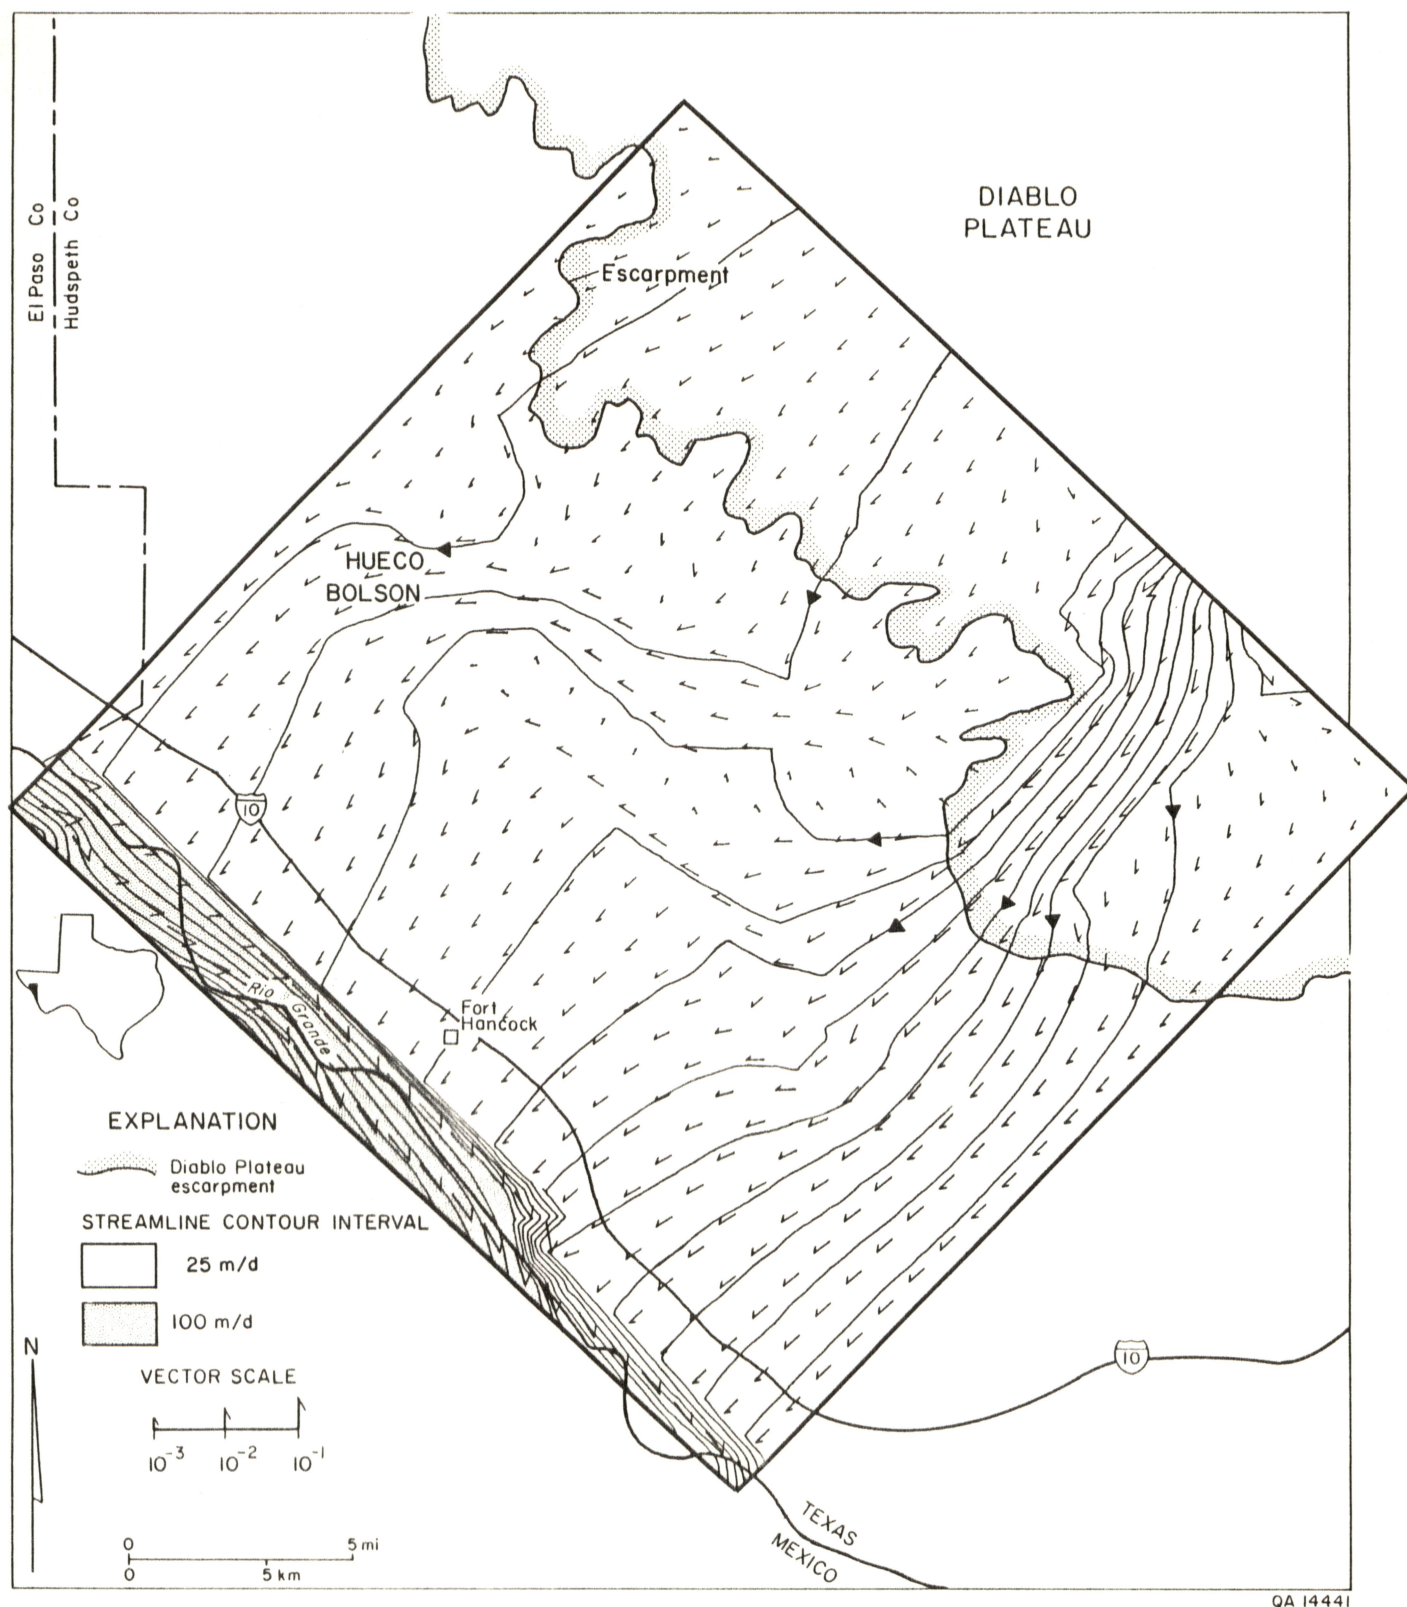 DIABLO
PLATEAU
El Paso Co
Hudspeth Co
Escarpment
HUECO
BOLSON
10
Rio Grande
Fort
Hancock
EXPLANATION
Diablo Plateau
escarpment
STREAMLINE CONTOUR INTERVAL
25 m/d
100 m/d
N
VECTOR SCALE
10⁻³ 10⁻² 10⁻¹
10
0 5 mi
0 5 km
TEXAS
MEXICO
QA 14441